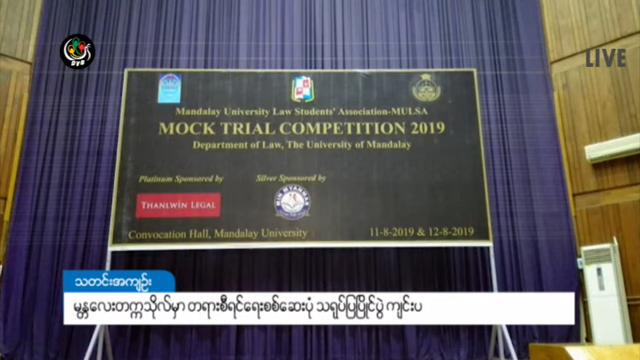 DVB
LIVE
Mandalay University Law Students' Association-MULSA
MOCK TRIAL COMPETITION 2019
Department of Law, The University of Mandalay
Platinum Sponsored by
Silver Sponsored by
THANLWIN LEGAL
Convocation Hall, Mandalay University
11-8-2019 & 12-8-2019
သတင်းအကျဉ်း
မန္တလေးတက္ကသိုလ်မှာ တရားစီရင်ရေးစစ်ဆေးပုံ သရုပ်ပြပြိုင်ပွဲ ကျင်းပ